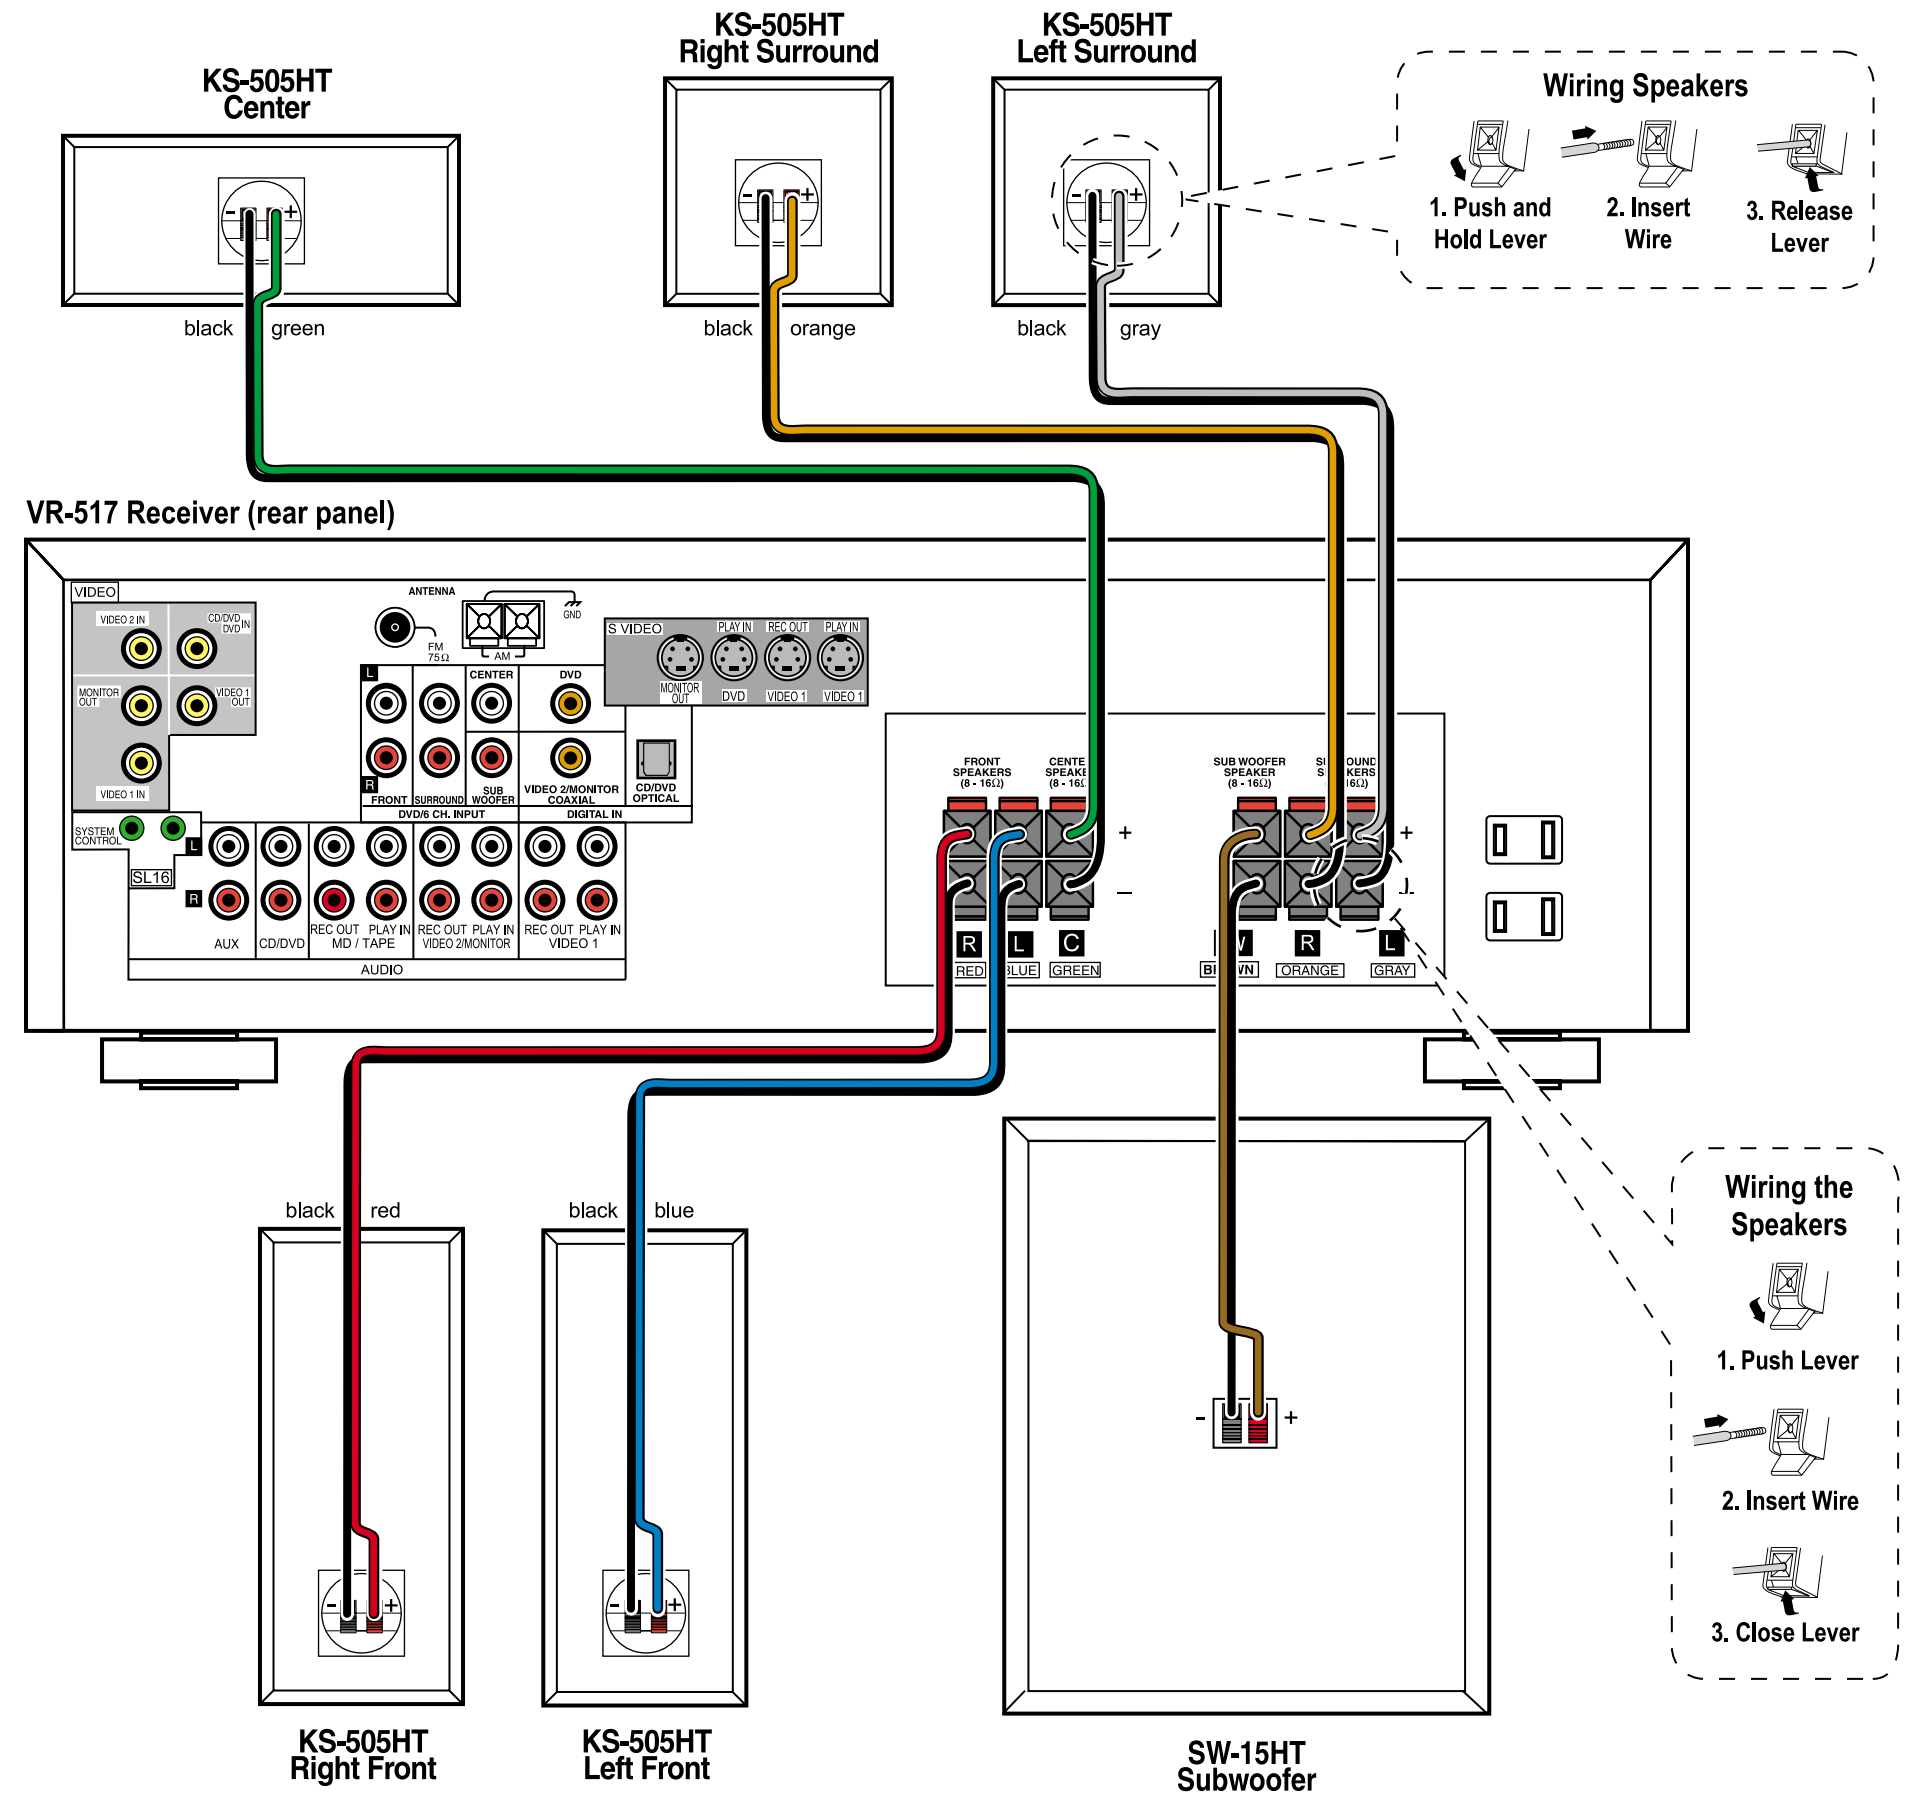 KS-505HT
Center
KS-505HT
Right Surround
KS-505HT
Left Surround
Wiring Speakers
1. Push and
Hold Lever
2. Insert
Wire
3. Release
Lever
- +
- +
- +
black green
black orange
black gray
VR-517 Receiver (rear panel)
VIDEO
VIDEO 2 IN
CD/DVD
DVD IN
MONITOR
OUT
VIDEO 1
OUT
VIDEO 1 IN
SYSTEM
CONTROL
SL16
ANTENNA
FM
75Ω
AM
GND
S VIDEO
PLAY IN
REC OUT
PLAY IN
MONITOR
OUT
DVD
VIDEO 1
VIDEO 1
L
R
CENTER
DVD
FRONT
SURROUND
SUB
WOOFER
VIDEO 2/MONITOR
COAXIAL
CD/DVD
OPTICAL
DVD/6 CH. INPUT
DIGITAL IN
L
R
AUX
CD/DVD
REC OUT PLAY IN
MD / TAPE
REC OUT PLAY IN
VIDEO 2/MONITOR
REC OUT PLAY IN
VIDEO 1
AUDIO
FRONT
SPEAKERS
(8 - 16Ω)
CENTE
SPEAKE
(8 - 16Ω)
SUB WOOFER
SPEAKER
(8 - 16Ω)
+
–
+
R L C
RED
BLUE
GREEN
R L
ORANGE
GRAY
black red
black blue
Wiring the
Speakers
1. Push Lever
2. Insert Wire
3. Close Lever
- +
- +
- +
KS-505HT
Right Front
KS-505HT
Left Front
SW-15HT
Subwoofer